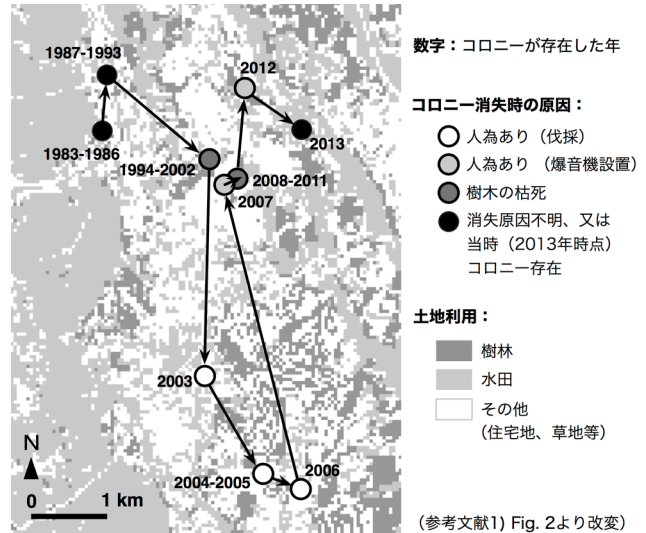 1987-1993
1983-1986
1994-2002
2012
2013
2008-2011
2007
2003
2004-2005
2006
N
0 1 km
数字：コロニーが存在した年
コロニー消失時の原因：
人為あり（伐採）
人為あり （爆音機設置）
樹木の枯死
消失原因不明、又は
当時（2013年時点）
コロニー存在
土地利用：
樹林
水田
その他
（住宅地、草地等）
（参考文献1) Fig. 2より改変）